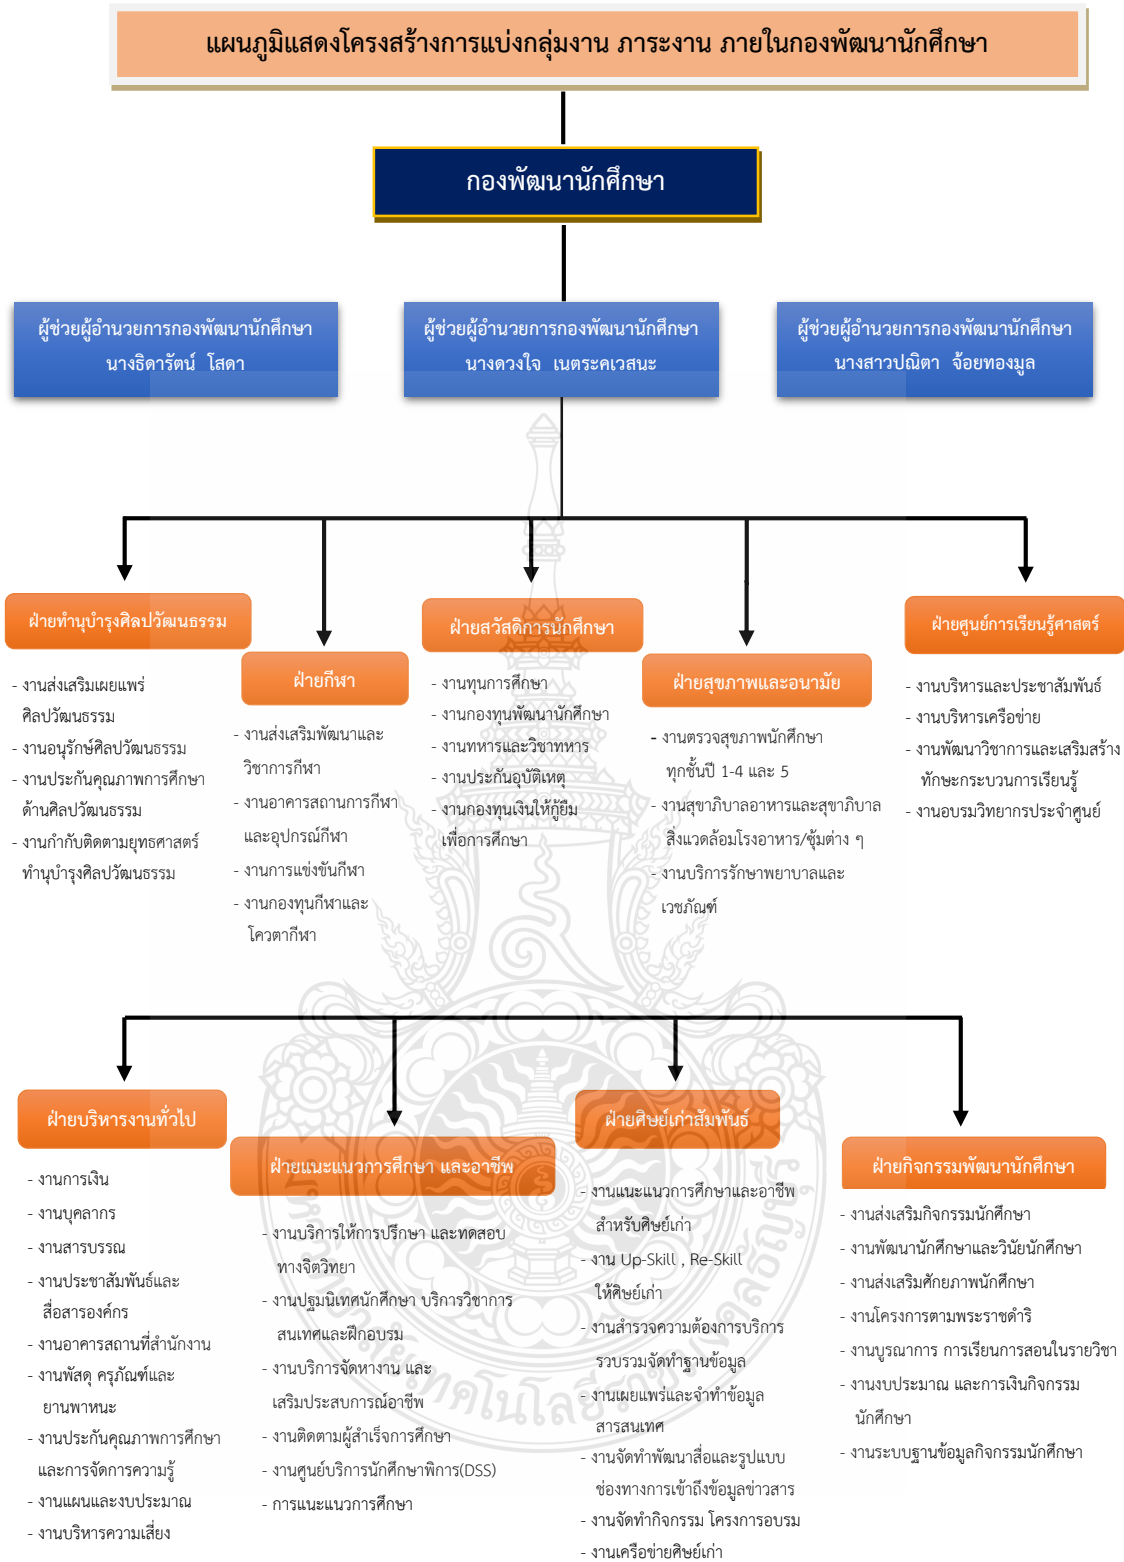 แผนภูมิแสดงโครงสร้างการแบ่งกลุ่มงาน ภาระงาน ภายในกองพัฒนานักศึกษา
กองพัฒนานักศึกษา
ผู้ช่วยผู้อำนวยการกองพัฒนานักศึกษา
นางธิดารัตน์ โสดา
ผู้ช่วยผู้อำนวยการกองพัฒนานักศึกษา
นางดวงใจ เนตระคเวสนะ
ผู้ช่วยผู้อำนวยการกองพัฒนานักศึกษา
นางสาวปณิตา จ้อยทองมูล
ฝ่ายทำนุบำรุงศิลปวัฒนธรรม
- งานส่งเสริมเผยแพร่
ศิลปวัฒนธรรม
- งานอนุรักษ์ศิลปวัฒนธรรม
- งานประกันคุณภาพการศึกษา
ด้านศิลปวัฒนธรรม
- งานกำกับติดตามยุทธศาสตร์
ทำนุบำรุงศิลปวัฒนธรรม
ฝ่ายกีฬา
- งานส่งเสริมพัฒนาและ
วิชาการกีฬา
- งานอาคารสถานการกีฬา
และอุปกรณ์กีฬา
- งานการแข่งขันกีฬา
- งานกองทุนกีฬาและ
โควตากีฬา
ฝ่ายสวัสดิการนักศึกษา
- งานทุนการศึกษา
- งานกองทุนพัฒนานักศึกษา
- งานทหารและวิชาทหาร
- งานประกันอุบัติเหตุ
- งานกองทุนเงินให้กู้ยืม
เพื่อการศึกษา
ฝ่ายสุขภาพและอนามัย
- งานตรวจสุขภาพนักศึกษา
ทุกชั้นปี 1-4 และ 5
- งานสุขาภิบาลอาหารและสุขาภิบาล
สิ่งแวดล้อมโรงอาหาร/ซุ้มต่าง ๆ
- งานบริการรักษาพยาบาลและ
เวชภัณฑ์
ฝ่ายศูนย์การเรียนรู้ศาสตร์
- งานบริหารและประชาสัมพันธ์
- งานบริหารเครือข่าย
- งานพัฒนาวิชาการและเสริมสร้าง
ทักษะกระบวนการเรียนรู้
- งานอบรมวิทยากรประจำศูนย์
ฝ่ายบริหารงานทั่วไป
- งานการเงิน
- งานบุคลากร
- งานสารบรรณ
- งานประชาสัมพันธ์และ
สื่อสารองค์กร
- งานอาคารสถานที่สำนักงาน
- งานพัสดุ ครุภัณฑ์และ
ยานพาหนะ
- งานประกันคุณภาพการศึกษา
และการจัดการความรู้
- งานแผนและงบประมาณ
- งานบริหารความเสี่ยง
ฝ่ายแนะแนวการศึกษา และอาชีพ
- งานบริการให้การปรึกษา และทดสอบ
ทางจิตวิทยา
- งานปฐมนิเทศนักศึกษา บริการวิชาการ
สนเทศและฝึกอบรม
- งานบริการจัดหางาน และ
เสริมประสบการณ์อาชีพ
- งานติดตามผู้สำเร็จการศึกษา
- งานศูนย์บริการนักศึกษาพิการ(DSS)
- การแนะแนวการศึกษา
ฝ่ายศิษย์เก่าสัมพันธ์
- งานแนะแนวการศึกษาและอาชีพ
สำหรับศิษย์เก่า
- งาน Up-Skill , Re-Skill
ให้ศิษย์เก่า
- งานสำรวจความต้องการบริการ
รวบรวมจัดทำฐานข้อมูล
- งานเผยแพร่และจำทำข้อมูล
สารสนเทศ
- งานจัดทำพัฒนาสื่อและรูปแบบ
ช่องทางการเข้าถึงข้อมูลข่าวสาร
- งานจัดทำกิจกรรม โครงการอบรม
- งานเครือข่ายศิษย์เก่า
ฝ่ายกิจกรรมพัฒนานักศึกษา
- งานส่งเสริมกิจกรรมนักศึกษา
- งานพัฒนานักศึกษาและวินัยนักศึกษา
- งานส่งเสริมศักยภาพนักศึกษา
- งานโครงการตามพระราชดำริ
- งานบูรณาการ การเรียนการสอนในรายวิชา
- งานงบประมาณ และการเงินกิจกรรม
นักศึกษา
- งานระบบฐานข้อมูลกิจกรรมนักศึกษา